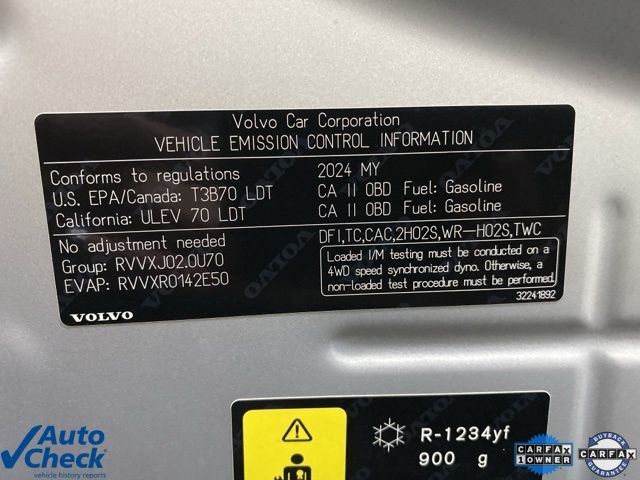 Volvo Car Corporation
VEHICLE EMISSION CONTROL INFORMATION
Conforms to regulations 2024 MY
U.S. EPA/Canada: T3B70 LDT CA II OBD Fuel: Gasoline
California: ULEV 70 LDT CA II OBD Fuel: Gasoline
No adjustment needed DFI,TC,CAC,2HO2S,WR-HO2S,TWC
Group: RVVXJ02.0U70
EVAP: RVVXR0142E50
Loaded I/M testing must be conducted on a
4WD speed synchronized dyno. Otherwise, a
non-loaded test procedure must be performed.
32241892
VOLVO
R-1234yf
900 g
Auto
Check
vehicle history reports
CARFAX
1 OWNER
BUYBACK
CARFAX
GUARANTEE